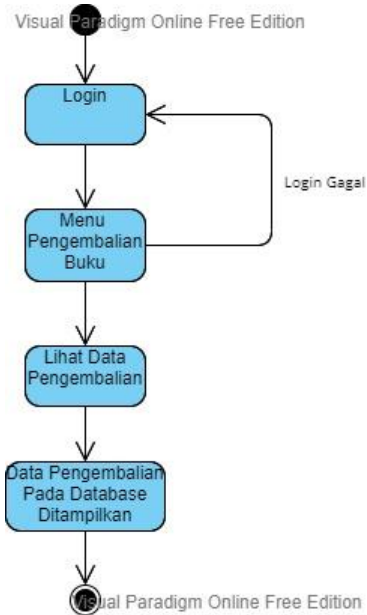 Visual Paradigm Online Free Edition
Login
Login Gagal
Menu
Pengembalian
Buku
Lihat Data
Pengembalian
Data Pengembalian
Pada Database
Ditampilkan
Visual Paradigm Online Free Edition